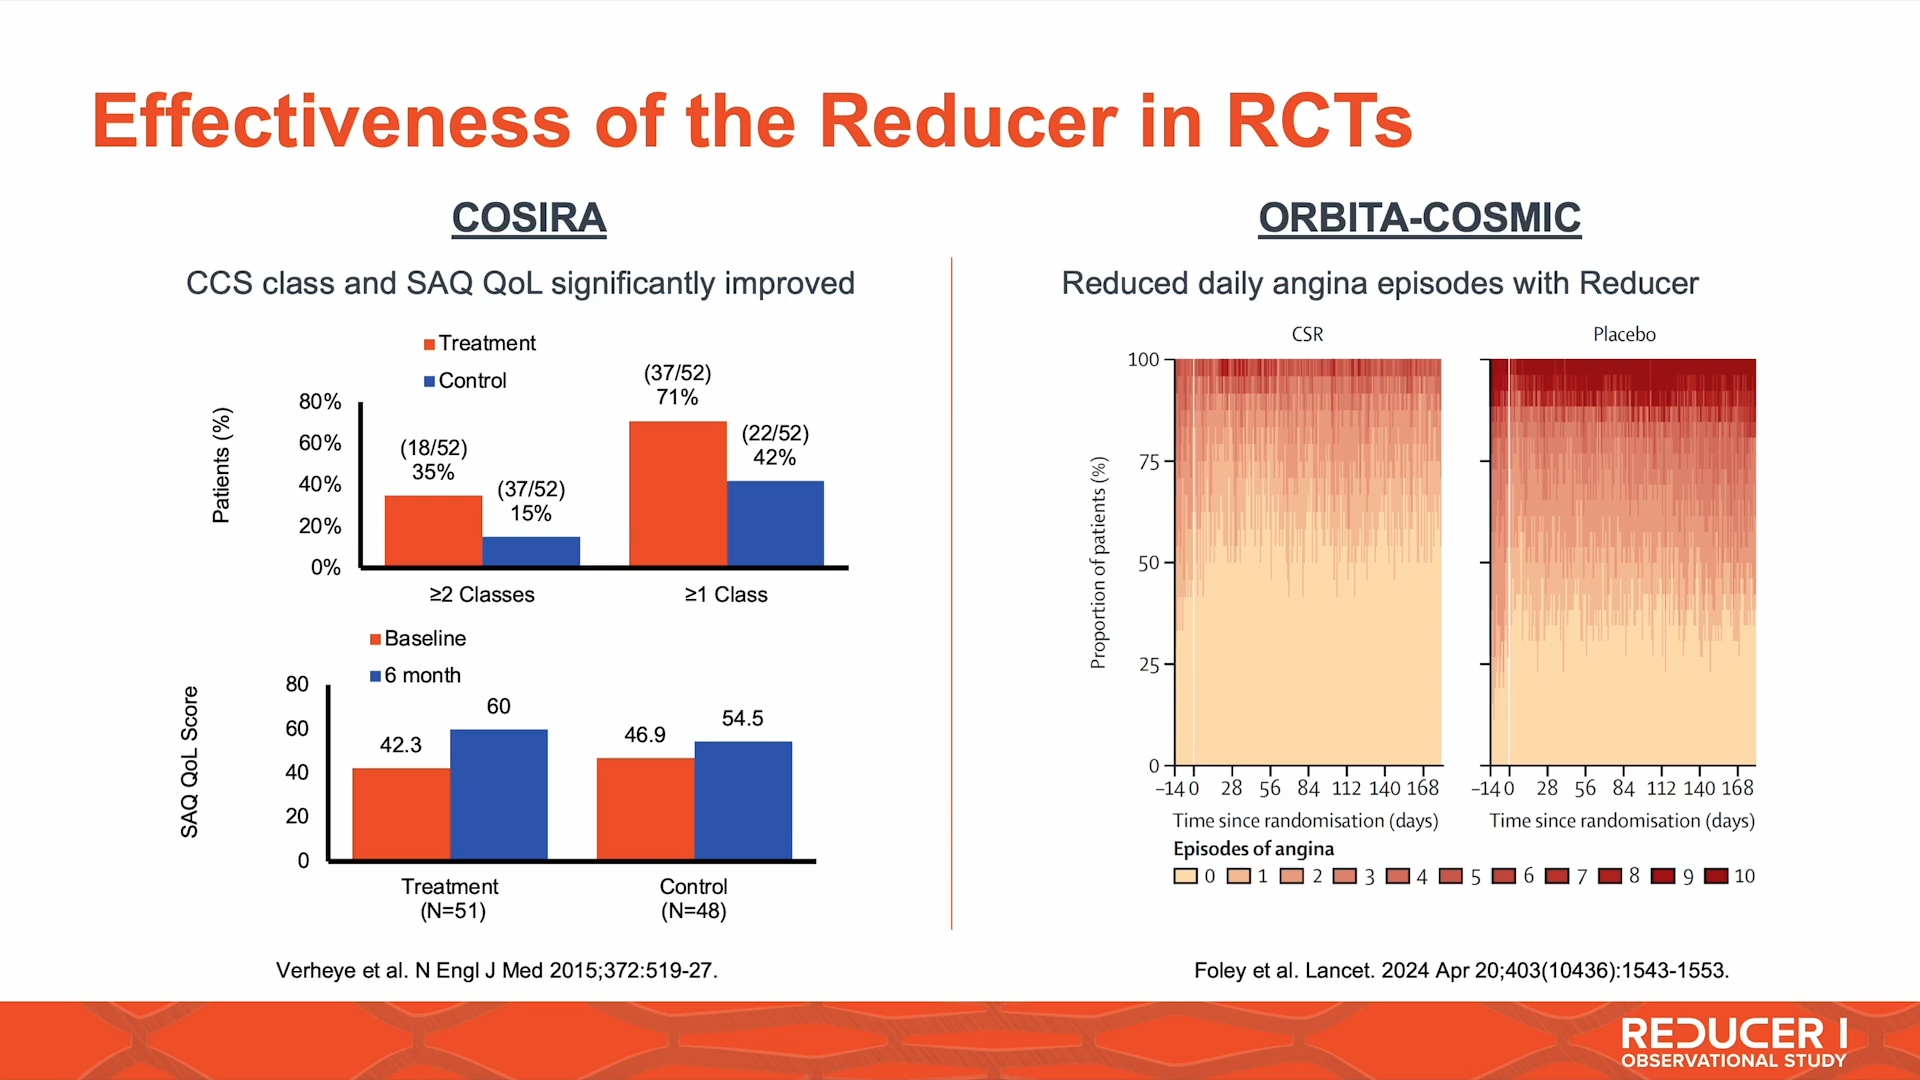 Effectiveness of the Reducer in RCTs
COSIRA
CCS class and SAQ QoL significantly improved
Treatment
Control
Patients (%)
80%
60%
40%
20%
0%
(18/52)
35%
(37/52)
15%
(37/52)
71%
(22/52)
42%
≥2 Classes
≥1 Class
Baseline
6 month
SAQ QoL Score
80
60
40
20
0
42.3
60
46.9
54.5
Treatment
(N=51)
Control
(N=48)
Verheye et al. N Engl J Med 2015;372:519-27.
ORBITA-COSMIC
Reduced daily angina episodes with Reducer
CSR
Placebo
Proportion of patients (%)
100
75
50
25
0
−14 0 28 56 84 112 140 168
−14 0 28 56 84 112 140 168
Time since randomisation (days)
Time since randomisation (days)
Episodes of angina
0 1 2 3 4 5 6 7 8 9 10
Foley et al. Lancet. 2024 Apr 20;403(10436):1543-1553.
REDUCER I
OBSERVATIONAL STUDY